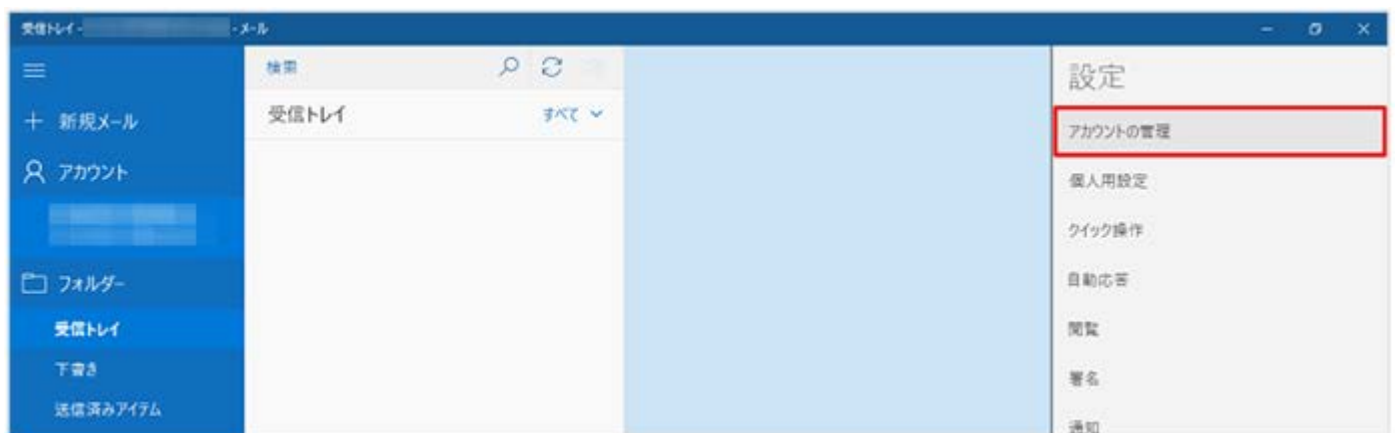 受信トレイ - - メール
新規メール
アカウント
フォルダー
受信トレイ
下書き
送信済みアイテム
検索
受信トレイ
すべて
設定
アカウントの管理
個人用設定
クイック操作
自動応答
閲覧
署名
通知